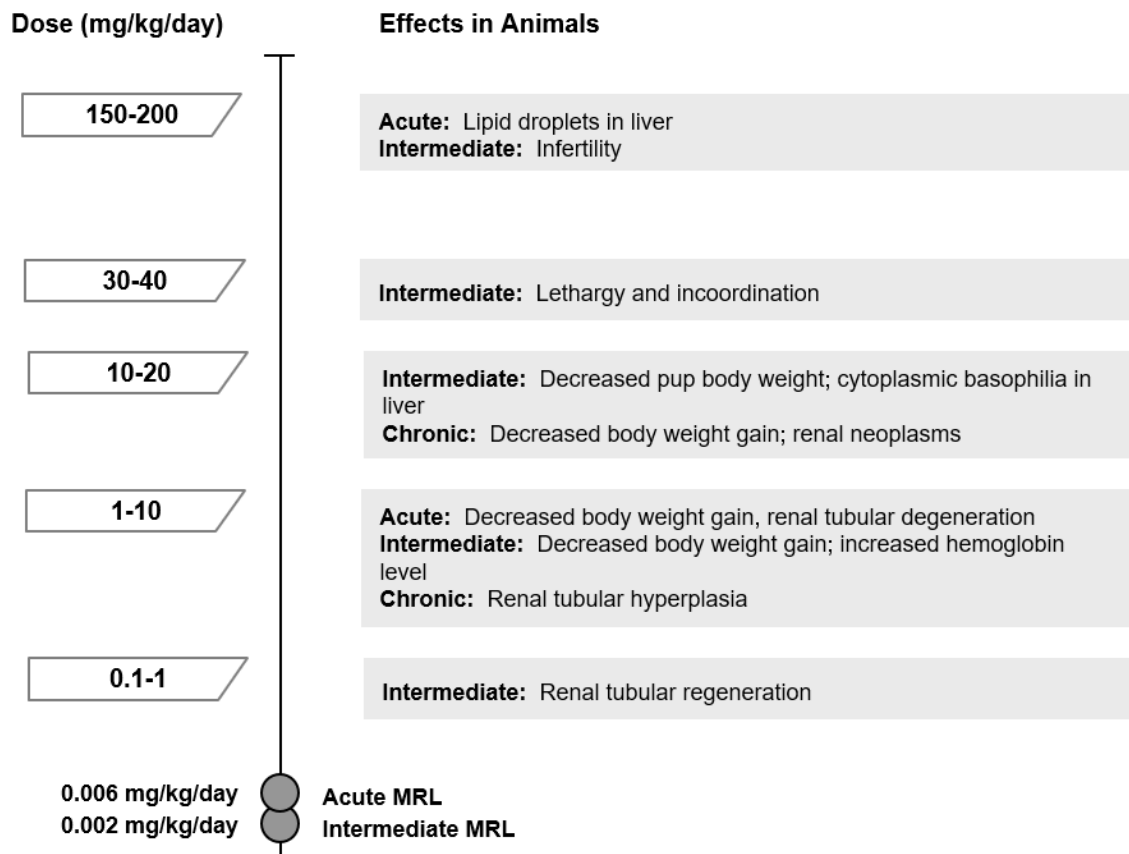 Dose (mg/kg/day)
Effects in Animals
150-200
Acute: Lipid droplets in liver
Intermediate: Infertility
30-40
Intermediate: Lethargy and incoordination
10-20
Intermediate: Decreased pup body weight; cytoplasmic basophilia in
liver
Chronic: Decreased body weight gain; renal neoplasms
1-10
Acute: Decreased body weight gain, renal tubular degeneration
Intermediate: Decreased body weight gain; increased hemoglobin
level
Chronic: Renal tubular hyperplasia
0.1-1
Intermediate: Renal tubular regeneration
0.006 mg/kg/day
Acute MRL
0.002 mg/kg/day
Intermediate MRL